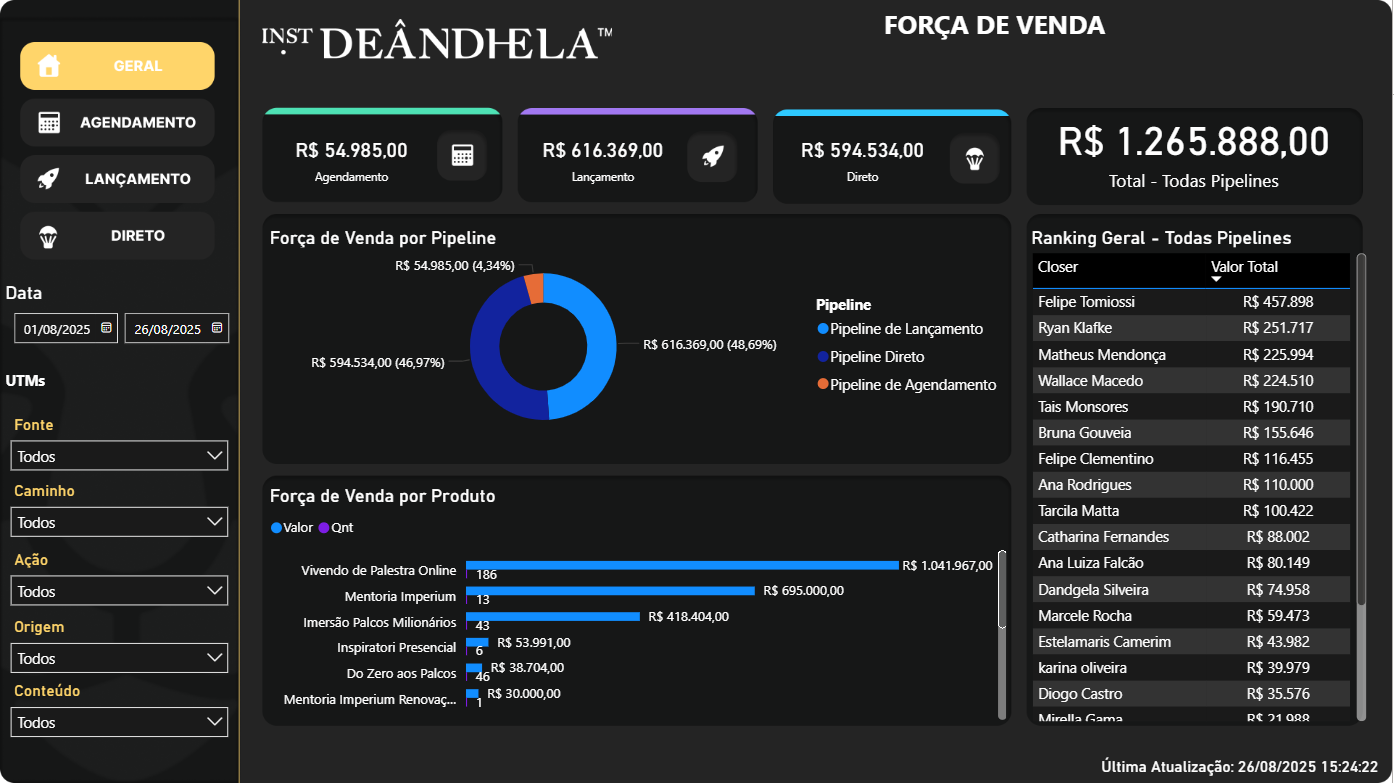 GERAL
AGENDAMENTO
LANÇAMENTO
DIRETO
Data
01/08/2025
26/08/2025
UTMs
Fonte
Todos
Caminho
Todos
Ação
Todos
Origem
Todos
Conteúdo
Todos
INST DEÂNDHELA™
FORÇA DE VENDA
R$ 54.985,00
Agendamento
R$ 616.369,00
Lançamento
R$ 594.534,00
Direto
R$ 1.265.888,00
Total - Todas Pipelines
Força de Venda por Pipeline
R$ 54.985,00 (4,34%)
R$ 594.534,00 (46,97%)
R$ 616.369,00 (48,69%)
Pipeline
Pipeline de Lançamento
Pipeline Direto
Pipeline de Agendamento
Força de Venda por Produto
Valor Qnt
Vivendo de Palestra Online R$ 1.041.967,00
186
Mentoria Imperium R$ 695.000,00
13
Imersão Palcos Milionários R$ 418.404,00
43
Inspiratori Presencial R$ 53.991,00
6
Do Zero aos Palcos R$ 38.704,00
46
Mentoria Imperium Renovaç... R$ 30.000,00
1
Ranking Geral - Todas Pipelines
Closer Valor Total
Felipe Tomiossi R$ 457.898
Ryan Klafke R$ 251.717
Matheus Mendonça R$ 225.994
Wallace Macedo R$ 224.510
Tais Monsores R$ 190.710
Bruna Gouveia R$ 155.646
Felipe Clementino R$ 116.455
Ana Rodrigues R$ 110.000
Tarcila Matta R$ 100.422
Catharina Fernandes R$ 88.002
Ana Luiza Falcão R$ 80.149
Dandgela Silveira R$ 74.958
Marcele Rocha R$ 59.473
Estelamaris Camerim R$ 43.982
karina oliveira R$ 39.979
Diogo Castro R$ 35.576
Mirella Gama R$ 21.988
Última Atualização: 26/08/2025 15:24:22